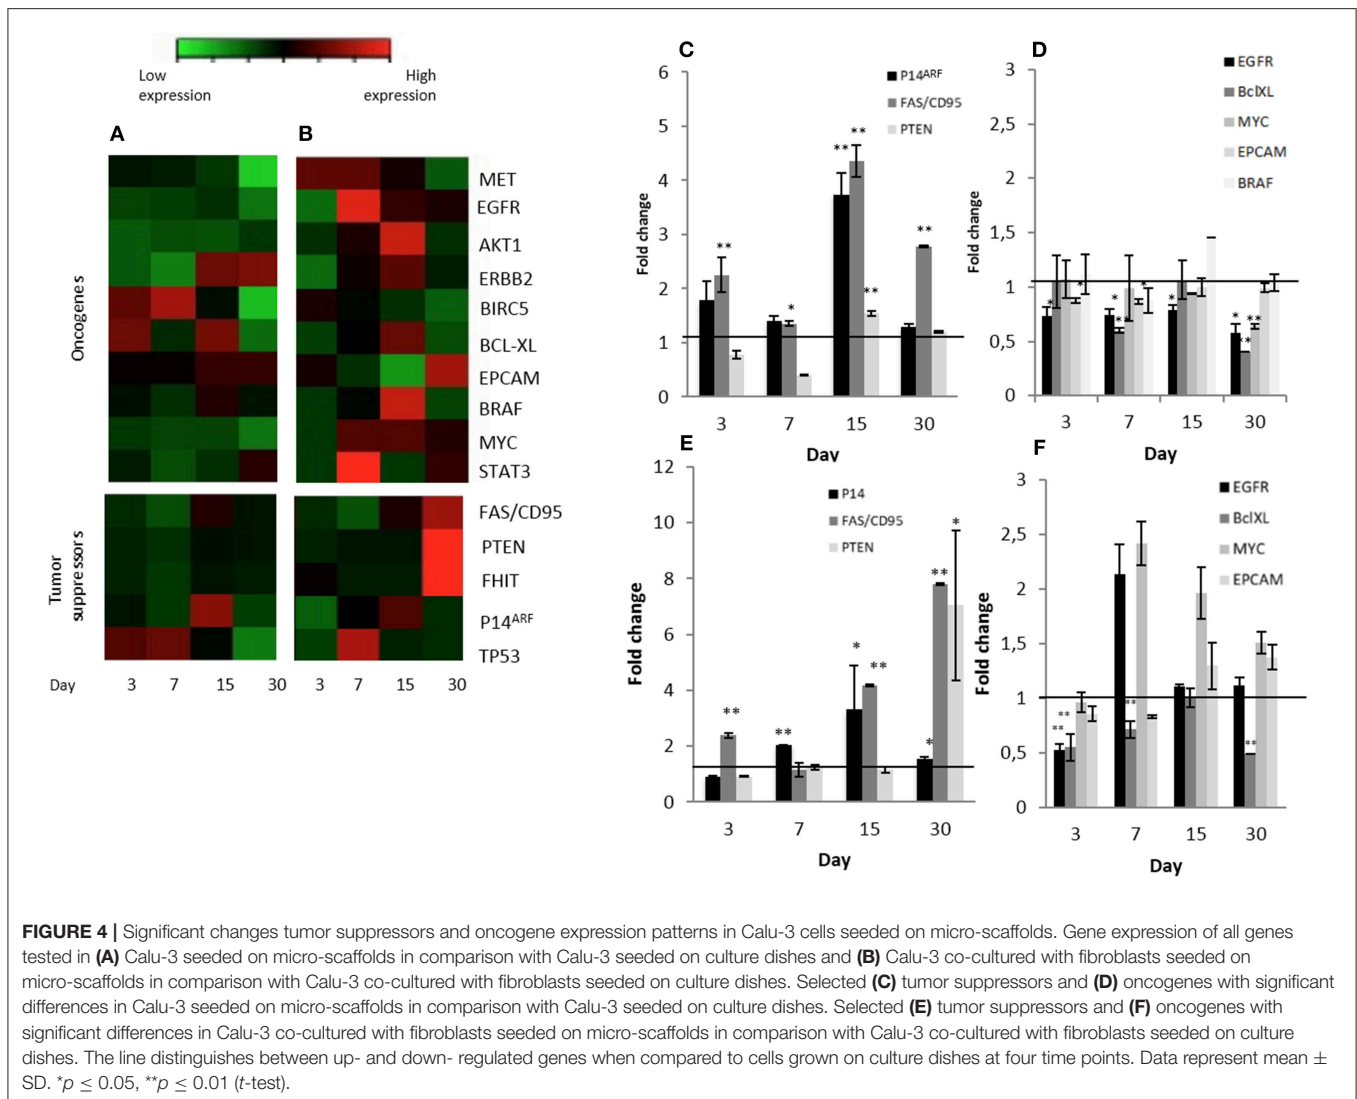 Low
expression
High
expression
A
B
Oncogenes
MET
EGFR
AKT1
ERBB2
BIRC5
BCL-XL
EPCAM
BRAF
MYC
STAT3
Tumor
suppressors
FAS/CD95
PTEN
FHIT
P14ARF
TP53
Day
3 7 15 30
3 7 15 30
C
Fold change
6
5
4
3
2
1
0
P14ARF
FAS/CD95
PTEN
**
*
** **
**
**
3 7 15 30
Day
D
Fold change
3
2,5
2
1,5
1
0,5
0
EGFR
BclXL
MYC
EPCAM
BRAF
* *
* ** *
*
* ** **
3 7 15 30
Day
E
Fold change
12
10
8
6
4
2
0
P14
FAS/CD95
PTEN
**
**
* **
* ** *
3 7 15 30
Day
F
Fold change
3
2,5
2
1,5
1
0,5
0
EGFR
BclXL
MYC
EPCAM
** **
**
**
3 7 15 30
Day
FIGURE 4 | Significant changes tumor suppressors and oncogene expression patterns in Calu-3 cells seeded on micro-scaffolds. Gene expression of all genes
tested in (A) Calu-3 seeded on micro-scaffolds in comparison with Calu-3 seeded on culture dishes and (B) Calu-3 co-cultured with fibroblasts seeded on
micro-scaffolds in comparison with Calu-3 co-cultured with fibroblasts seeded on culture dishes. Selected (C) tumor suppressors and (D) oncogenes with significant
differences in Calu-3 seeded on micro-scaffolds in comparison with Calu-3 seeded on culture dishes. Selected (E) tumor suppressors and (F) oncogenes with
significant differences in Calu-3 co-cultured with fibroblasts seeded on micro-scaffolds in comparison with Calu-3 co-cultured with fibroblasts seeded on culture
dishes. The line distinguishes between up- and down- regulated genes when compared to cells grown on culture dishes at four time points. Data represent mean ±
SD. *p ≤ 0.05, **p ≤ 0.01 (t-test).